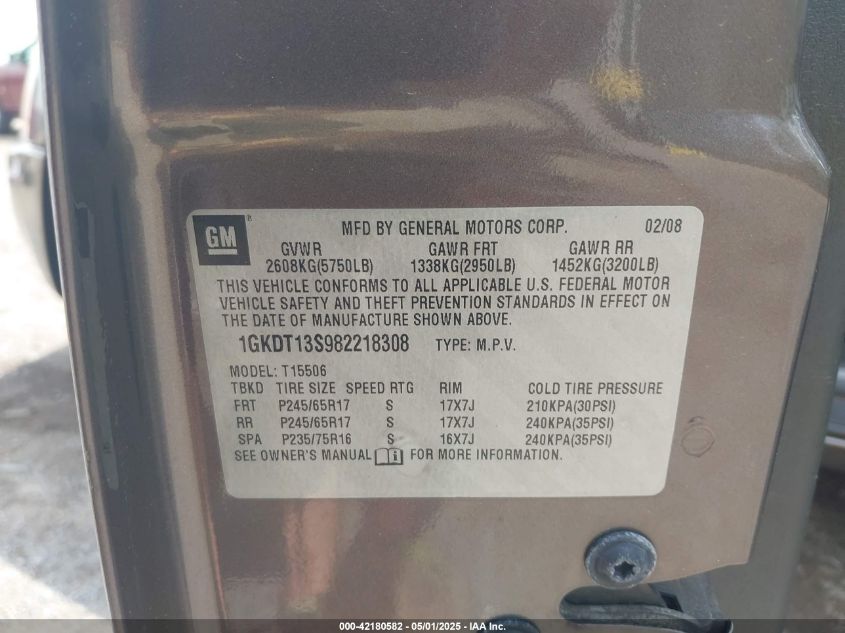 GM ® MFD BY GENERAL MOTORS CORP. 02/08
GVWR GAWR FRT GAWR RR
2608KG(5750LB) 1338KG(2950LB) 1452KG(3200LB)
THIS VEHICLE CONFORMS TO ALL APPLICABLE U.S. FEDERAL MOTOR
VEHICLE SAFETY AND THEFT PREVENTION STANDARDS IN EFFECT ON
THE DATE OF MANUFACTURE SHOWN ABOVE.
1GKDT13S982218308 TYPE: M.P.V.
MODEL: T15506
TBKD TIRE SIZE SPEED RTG RIM COLD TIRE PRESSURE
FRT P245/65R17 S 17X7J 210KPA(30PSI)
RR P245/65R17 S 17X7J 240KPA(35PSI)
SPA P235/75R16 S 16X7J 240KPA(35PSI)
SEE OWNER'S MANUAL i FOR MORE INFORMATION.
000-42180582 - 05/01/2025 - IAAI.COM